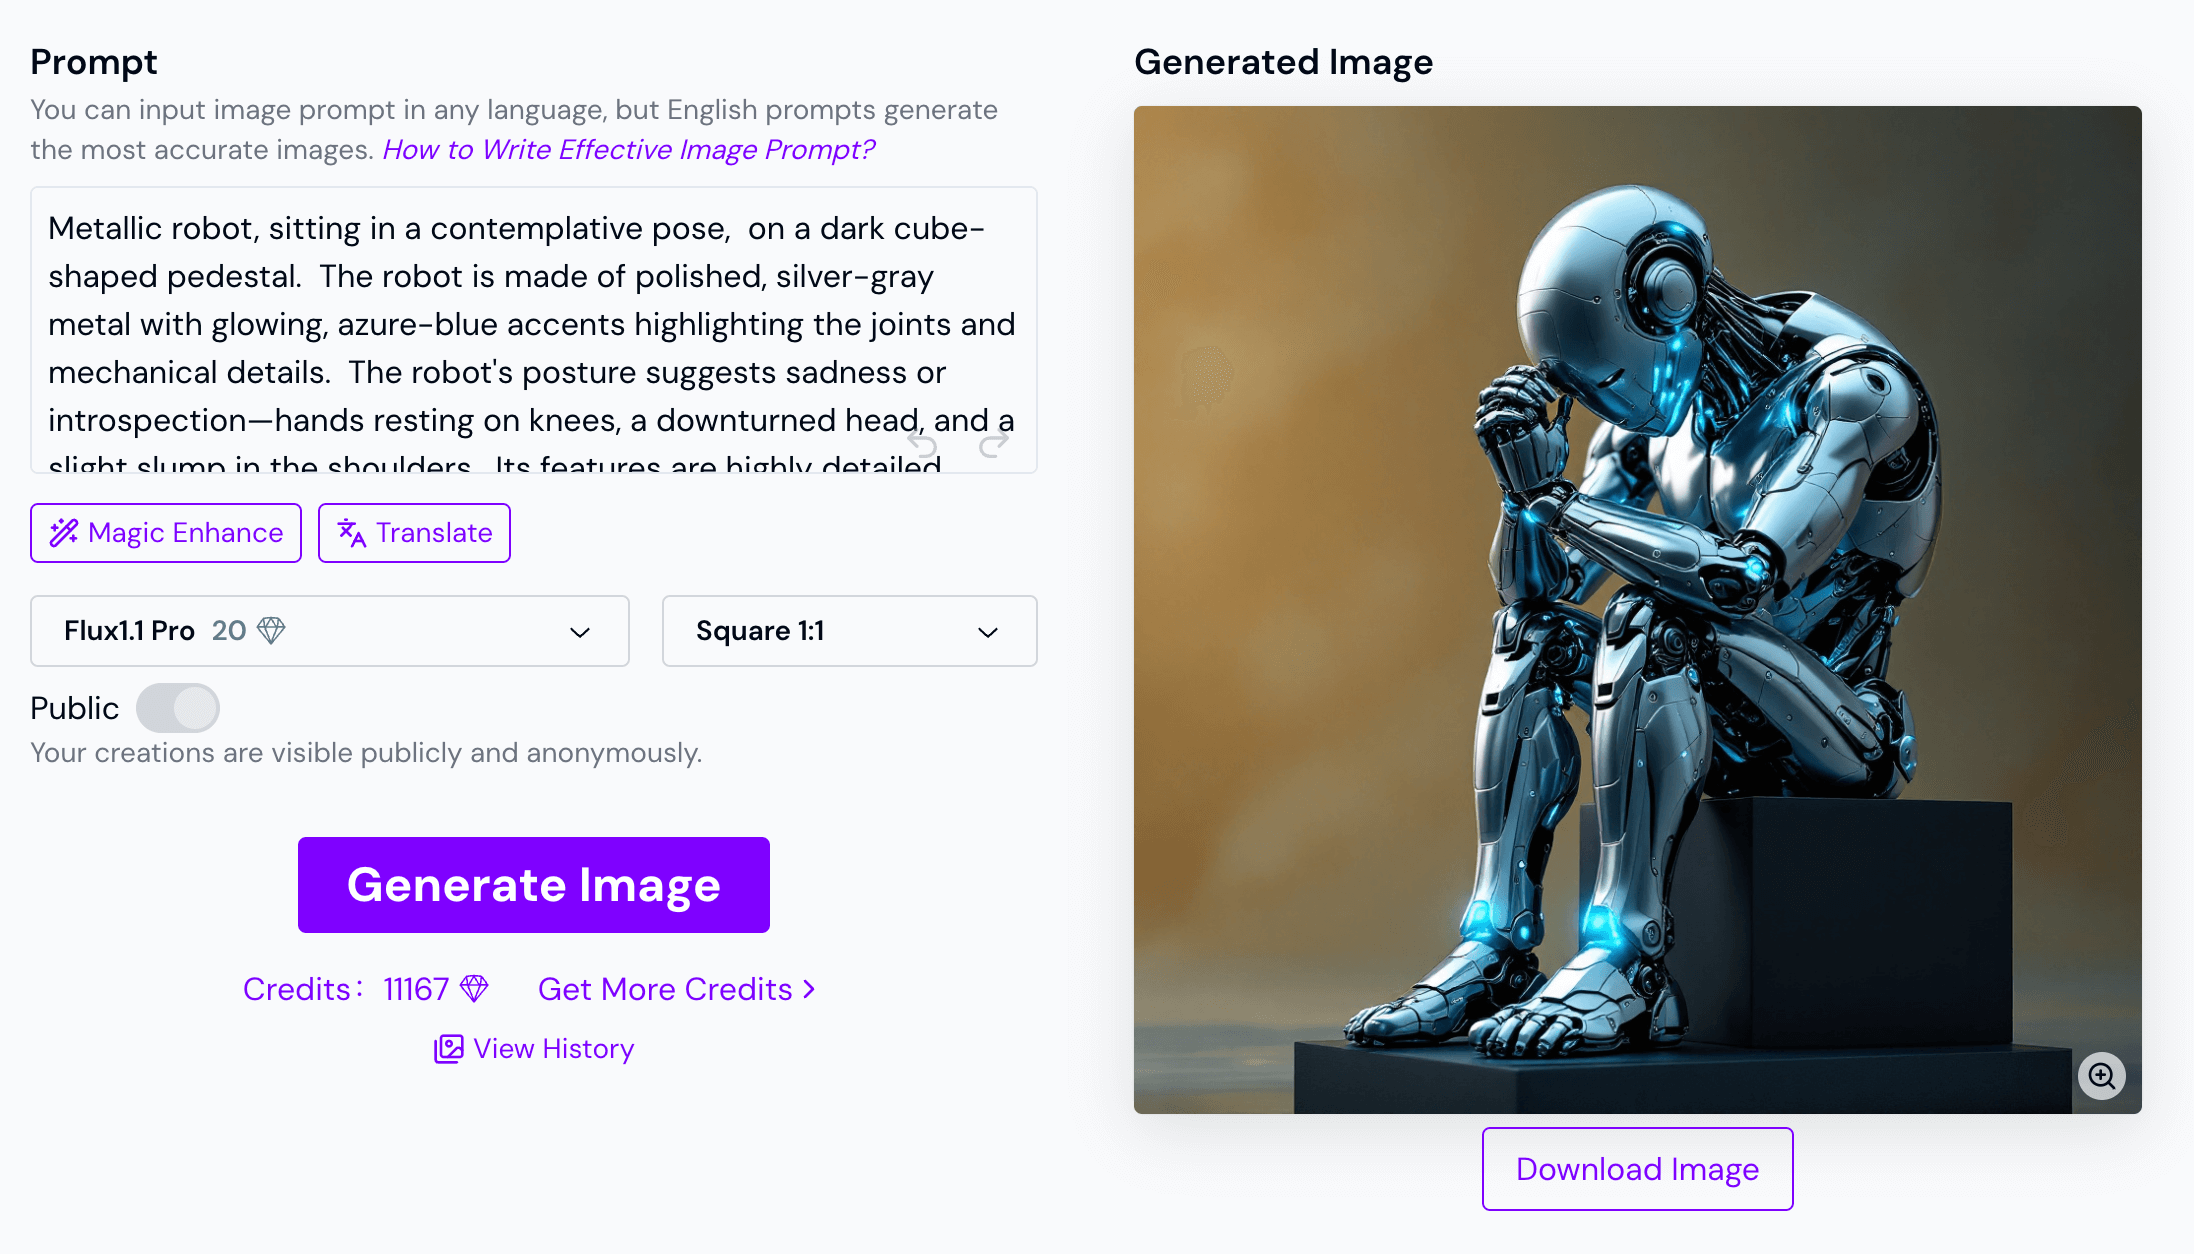 Prompt
You can input image prompt in any language, but English prompts generate
the most accurate images. How to Write Effective Image Prompt?
Metallic robot, sitting in a contemplative pose,  on a dark cube-
shaped pedestal.  The robot is made of polished, silver-gray
metal with glowing, azure-blue accents highlighting the joints and
mechanical details.  The robot's posture suggests sadness or
introspection—hands resting on knees, a downturned head, and a
slight slump in the shoulders.  Its features are highly detailed
Magic Enhance
Translate
Flux1.1 Pro 20
Square 1:1
Public
Your creations are visible publicly and anonymously.
Generate Image
Credits: 11167
Get More Credits >
View History
Generated Image
Download Image